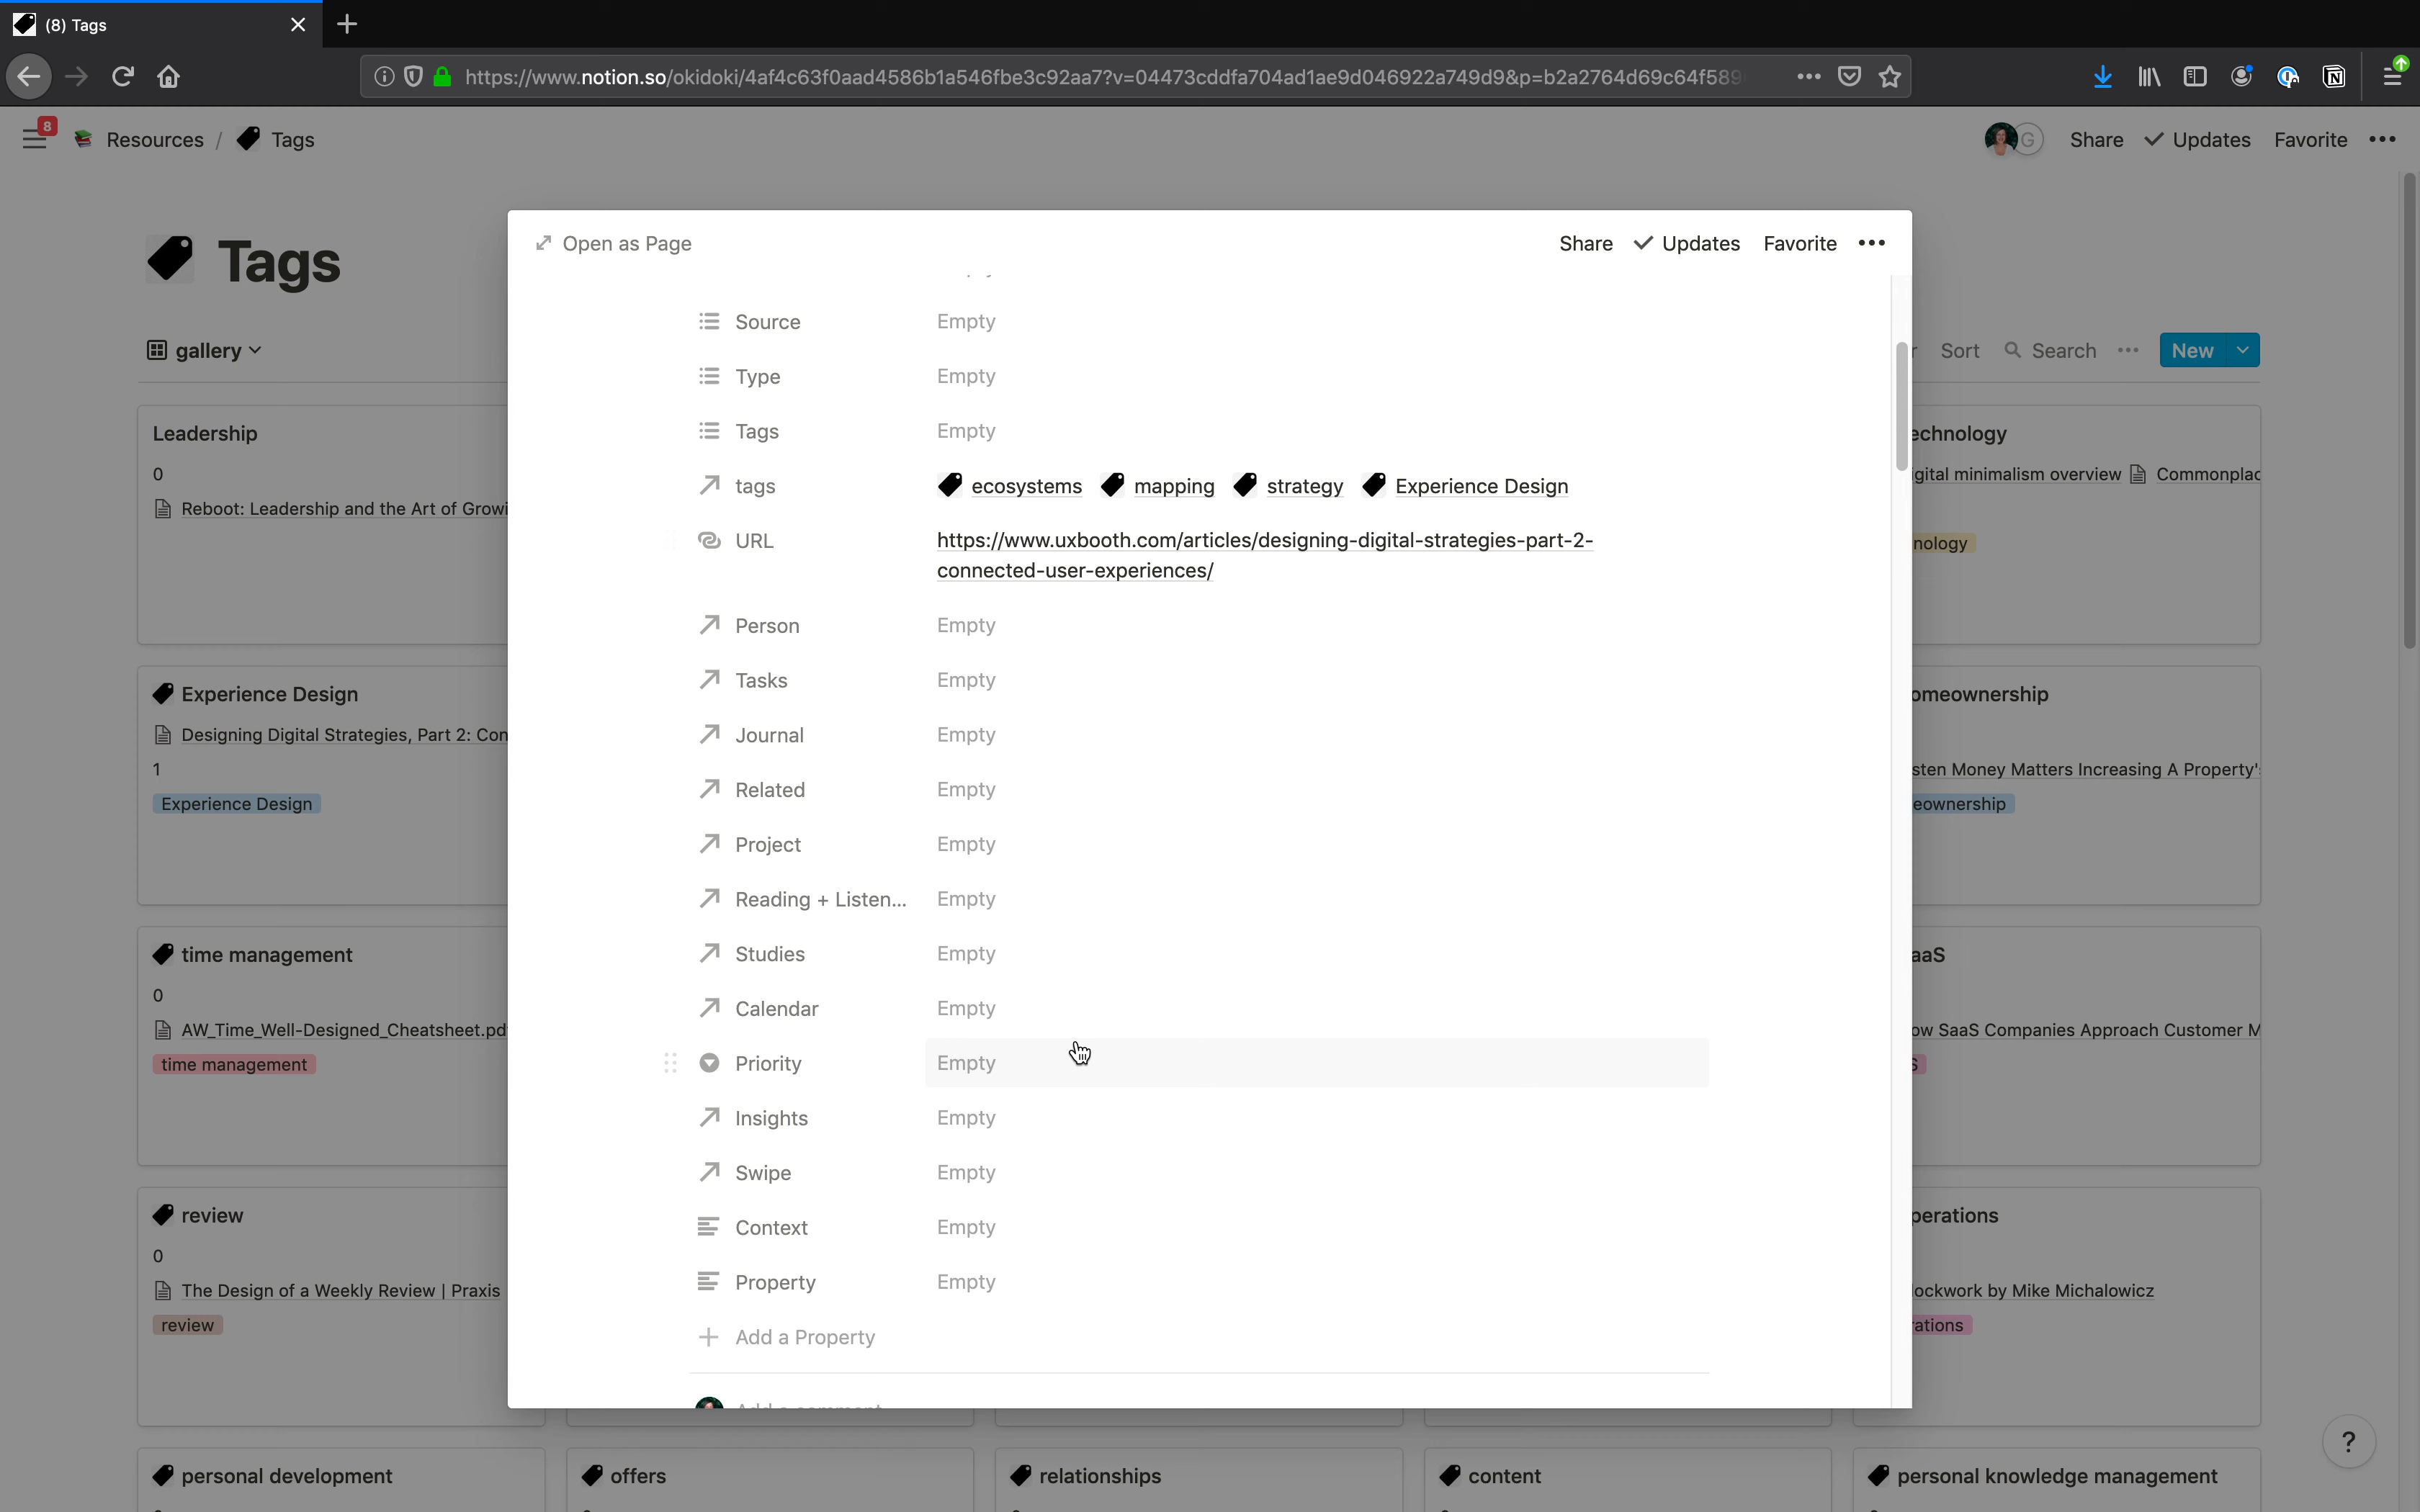 (8) Tags
https://www.notion.so/okidoki/4af4c63f0aad4586b1a546fbe3c92aa7?v=04473cddfa704ad1ae9d046922a749d9&p=b2a2764d69c64f589
8
Resources / Tags
G Share Updates Favorite
Tags
gallery
Sort Search New
Open as Page
Share Updates Favorite
Source Empty
Type Empty
Tags Empty
tags ecosystems mapping strategy Experience Design
URL https://www.uxbooth.com/articles/designing-digital-strategies-part-2-
connected-user-experiences/
Person Empty
Tasks Empty
Journal Empty
Related Empty
Project Empty
Reading + Listen... Empty
Studies Empty
Calendar Empty
Priority Empty
Insights Empty
Swipe Empty
Context Empty
Property Empty
Add a Property
Leadership
0
Reboot: Leadership and the Art of Growi
Experience Design
Designing Digital Strategies, Part 2: Con
1
Experience Design
time management
0
AW_Time_Well-Designed_Cheatsheet.pd
time management
review
0
The Design of a Weekly Review | Praxis
review
echnology
igital minimalism overview Commonplac
nology
omeownership
sten Money Matters Increasing A Property'
eownership
aaS
ow SaaS Companies Approach Customer M
S
perations
lockwork by Mike Michalowicz
rations
personal development
offers
relationships
content
personal knowledge management
?